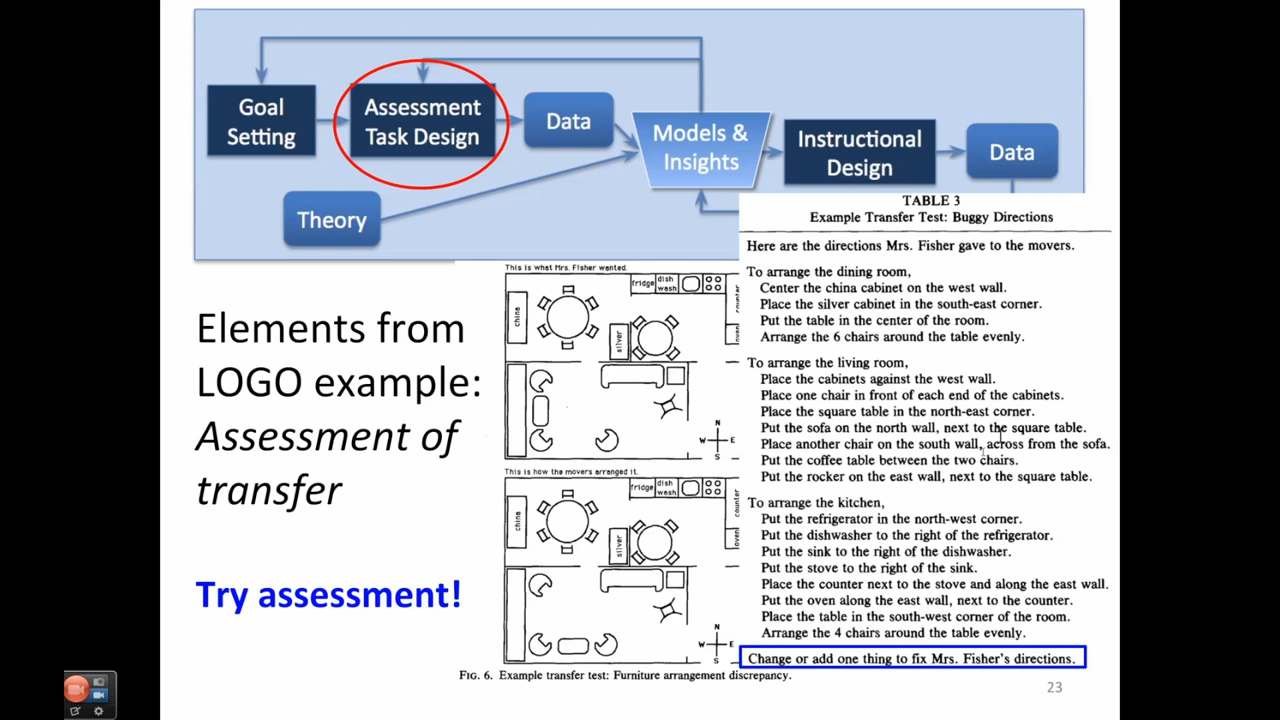 Goal
Setting
Assessment
Task Design
Data
Models &
Insights
Instructional
Design
Data
Theory
Elements from
LOGO example:
Assessment of
transfer
Try assessment!
This is what Mrs. Fisher wanted.
fridge
dish
wash
counter
oven
china
silver
N
W
E
S
This is how the movers arranged it.
fridge
dish
wash
counter
oven
china
silver
N
W
E
S
FIG. 6. Example transfer test: Furniture arrangement discrepancy.
TABLE 3
Example Transfer Test: Buggy Directions
Here are the directions Mrs. Fisher gave to the movers.
To arrange the dining room,
Center the china cabinet on the west wall.
Place the silver cabinet in the south-east corner.
Put the table in the center of the room.
Arrange the 6 chairs around the table evenly.
To arrange the living room,
Place the cabinets against the west wall.
Place one chair in front of each end of the cabinets.
Place the square table in the north-east corner.
Put the sofa on the north wall, next to the square table.
Place another chair on the south wall, across from the sofa.
Put the coffee table between the two chairs.
Put the rocker on the east wall, next to the square table.
To arrange the kitchen,
Put the refrigerator in the north-west corner.
Put the dishwasher to the right of the refrigerator.
Put the sink to the right of the dishwasher.
Put the stove to the right of the sink.
Place the counter next to the stove and along the east wall.
Put the oven along the east wall, next to the counter.
Place the table in the south-west corner of the room.
Arrange the 4 chairs around the table evenly.
Change or add one thing to fix Mrs. Fisher's directions.
23